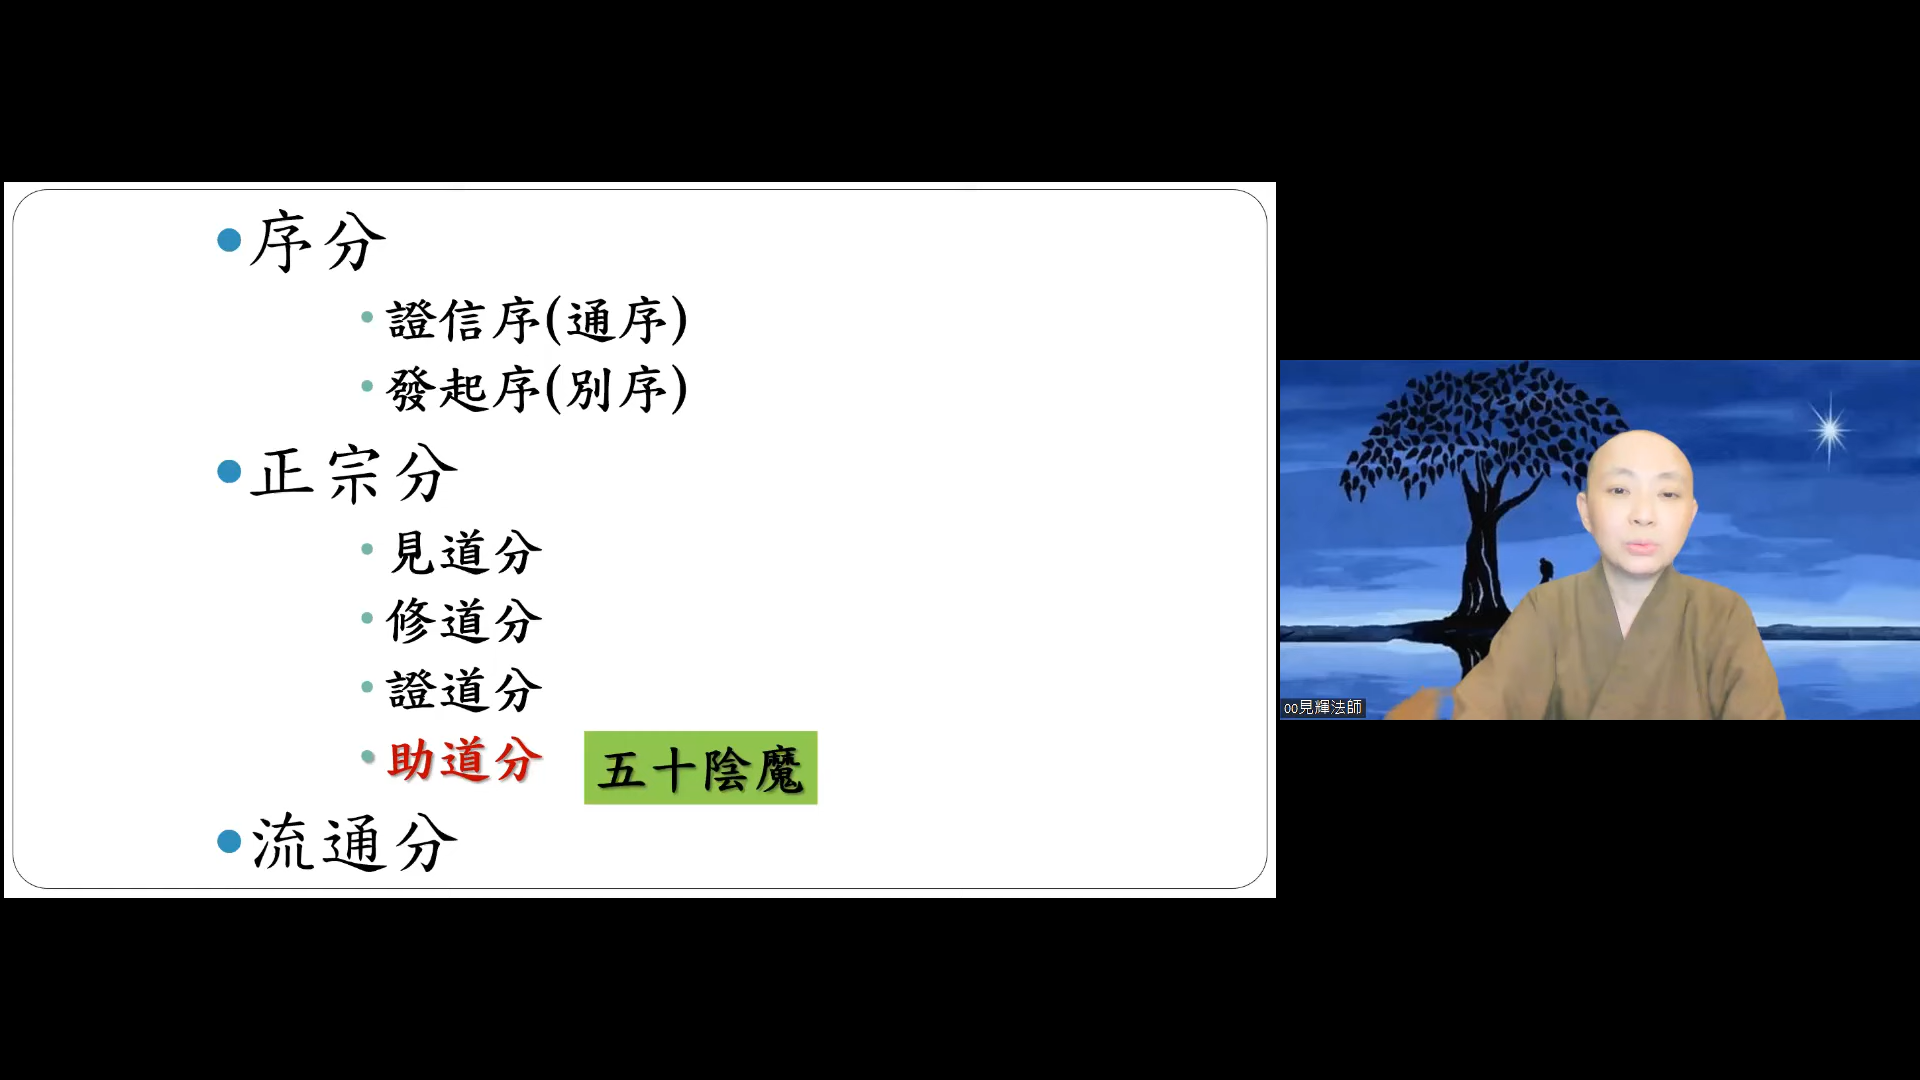 序分
證信序(通序)
發起序(別序)
正宗分
見道分
修道分
證道分
助道分
五十陰魔
流通分
oo見輝法師